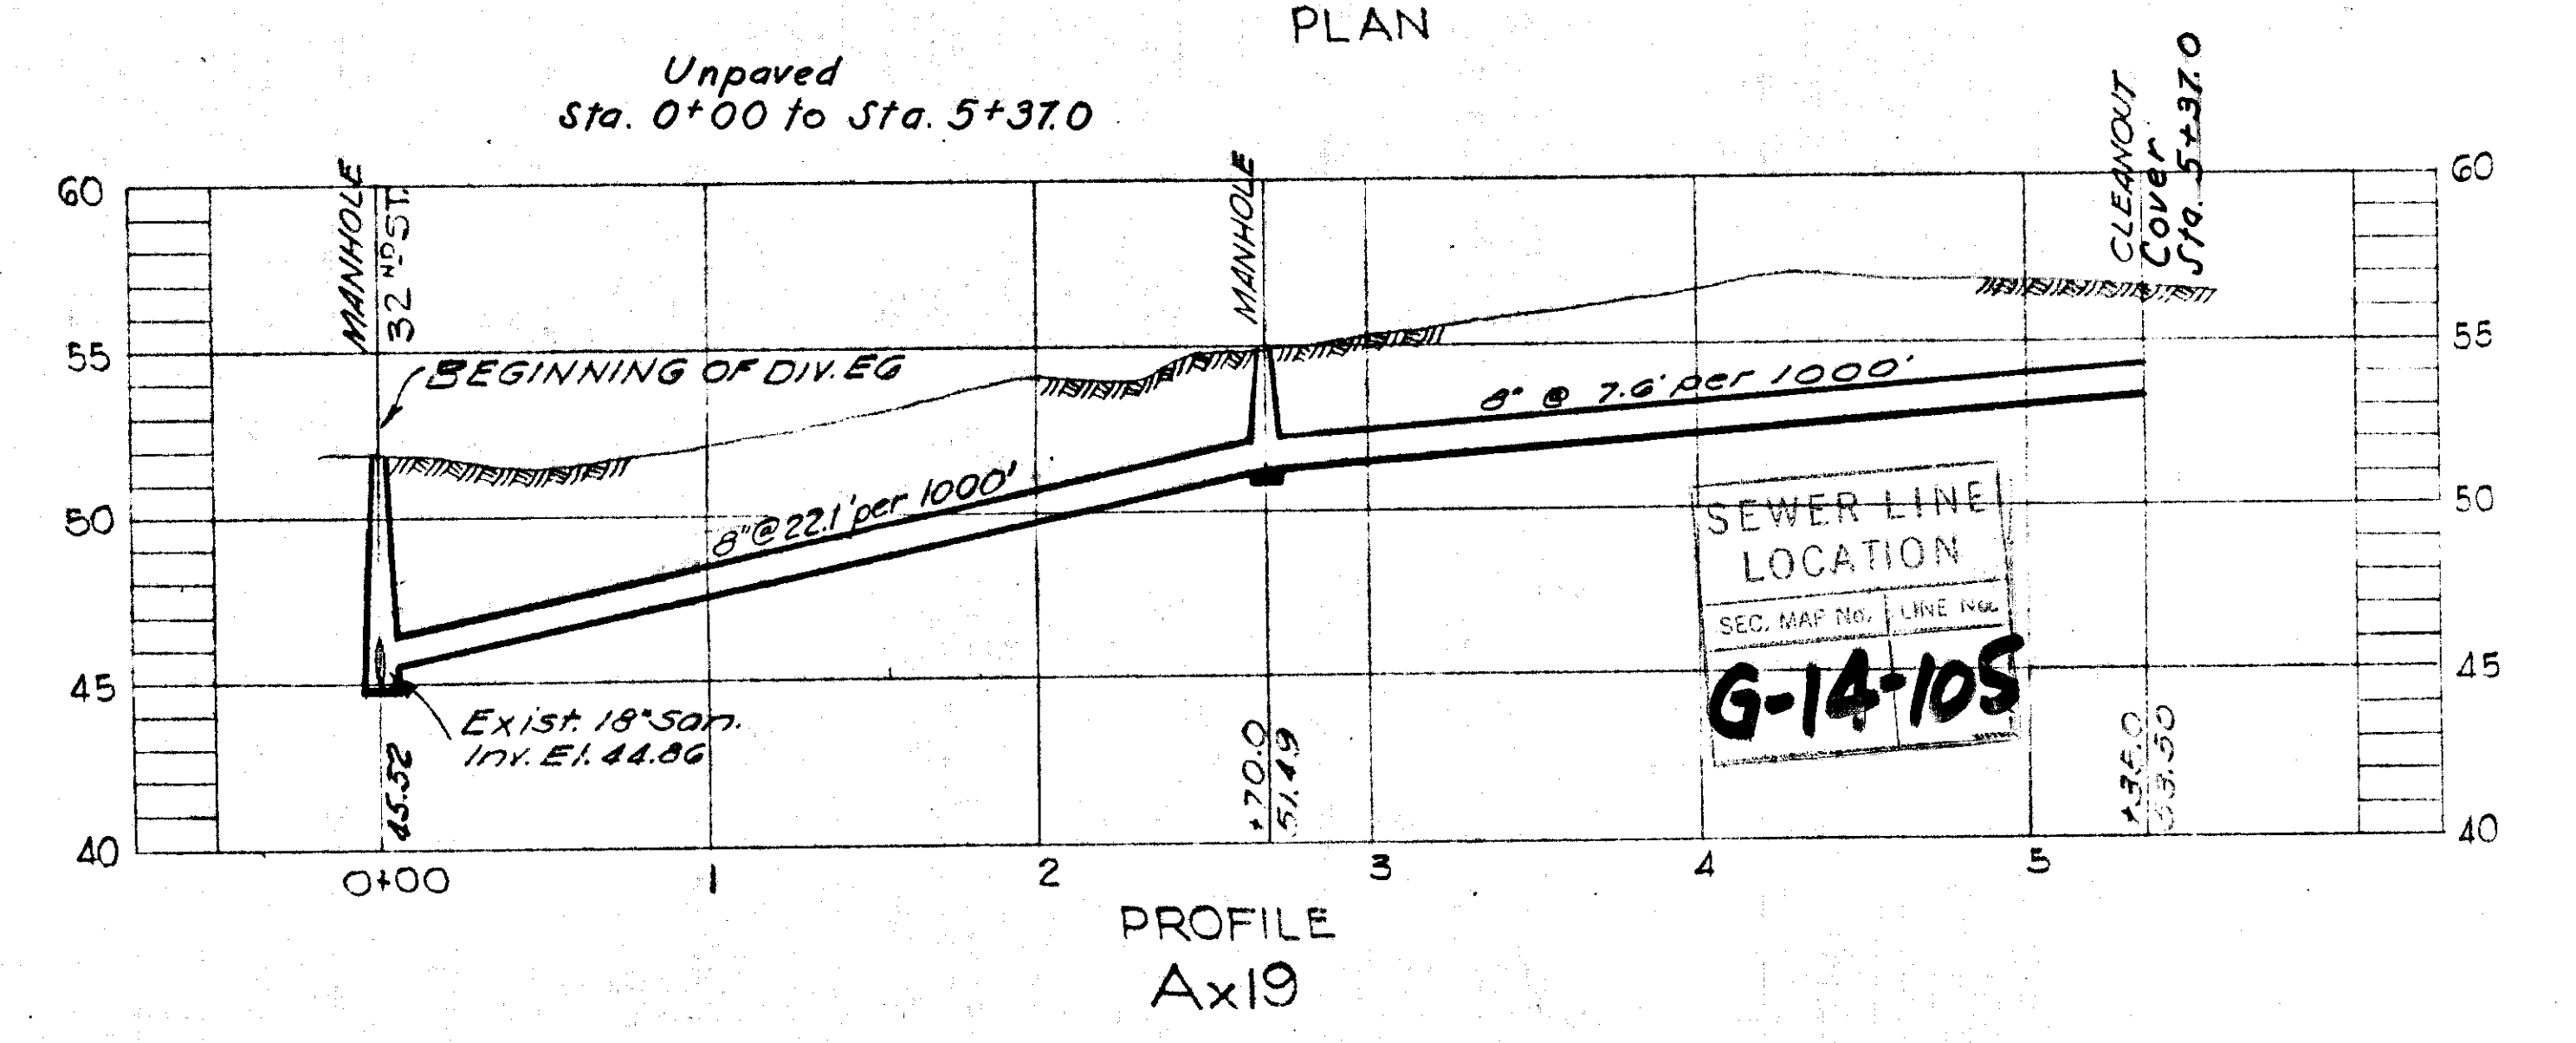 PLAN
Unpaved
Sta. 0+00 to Sta. 5+37.0
MANHOLE
32ND ST.
MANHOLE
CLEANOUT
Cover
Sta. 5+37.0
60
60
55
55
50
50
45
45
40
40
BEGINNING OF DIV. EG
8" @ 22.1' per 1000'
8" @ 7.6' per 1000'
Exist. 18" San.
Inv. El. 44.86
45.52
+70.0
51.49
+35.0
53.50
SEWER LINE
LOCATION
SEC. MAP No. LINE No.
G-14-105
0+00 1 2 3 4 5
PROFILE
Ax19